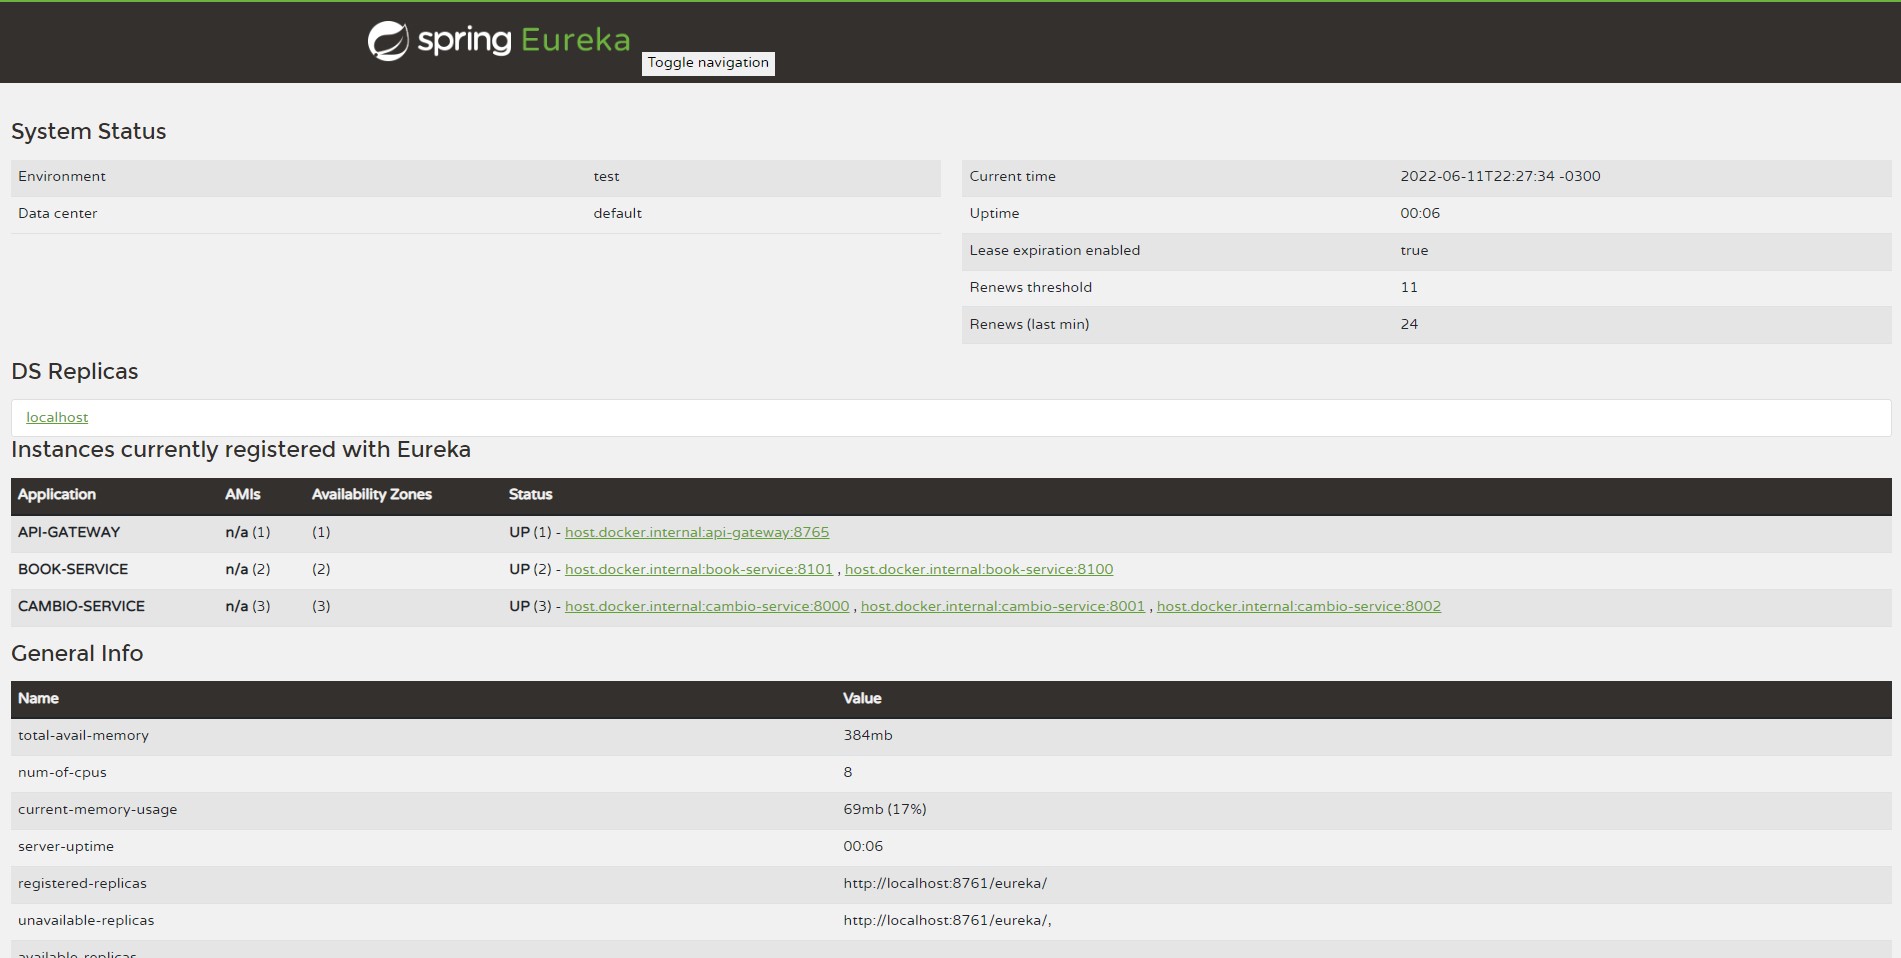 spring Eureka
Toggle navigation
System Status
Environment test
Data center default
Current time 2022-06-11T22:27:34 -0300
Uptime 00:06
Lease expiration enabled true
Renews threshold 11
Renews (last min) 24
DS Replicas
localhost
Instances currently registered with Eureka
Application AMIs Availability Zones Status
API-GATEWAY n/a (1) (1) UP (1) - host.docker.internal:api-gateway:8765
BOOK-SERVICE n/a (2) (2) UP (2) - host.docker.internal:book-service:8101 , host.docker.internal:book-service:8100
CAMBIO-SERVICE n/a (3) (3) UP (3) - host.docker.internal:cambio-service:8000 , host.docker.internal:cambio-service:8001 , host.docker.internal:cambio-service:8002
General Info
Name Value
total-avail-memory 384mb
num-of-cpus 8
current-memory-usage 69mb (17%)
server-uptime 00:06
registered-replicas http://localhost:8761/eureka/
unavailable-replicas http://localhost:8761/eureka/,
available-replicas